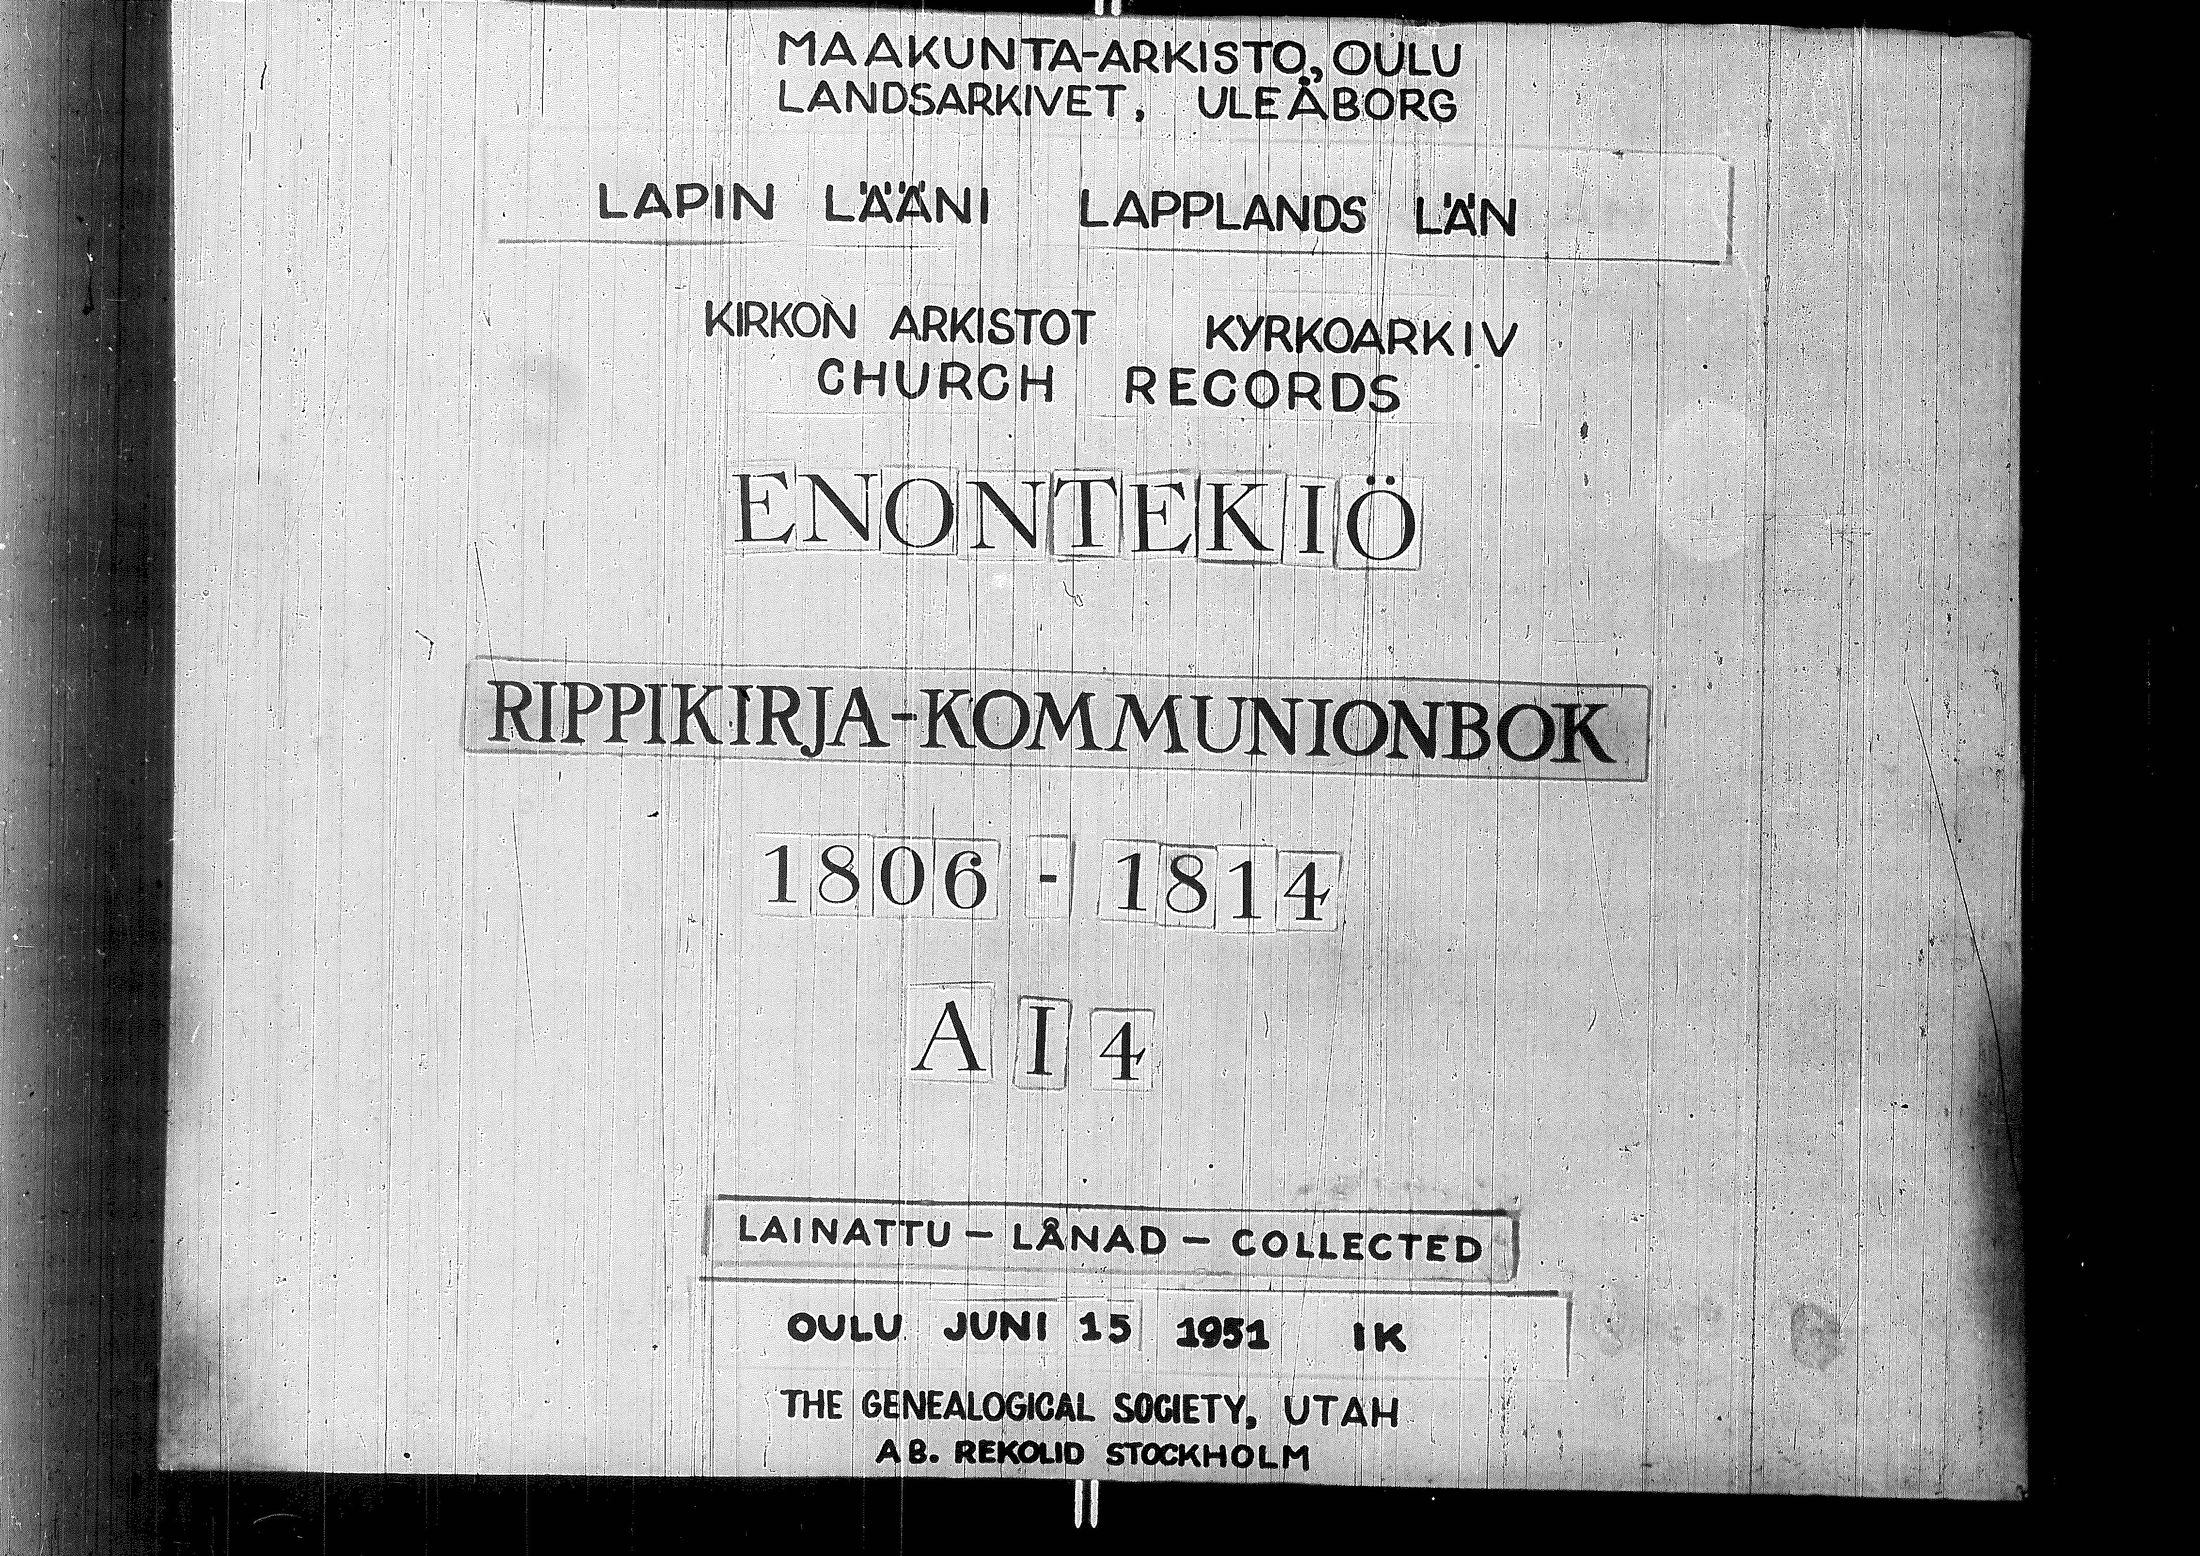 MAAKUNTA-ARKISTO, OULU
LANDSARKIVET, ULEÅBORG
LAPIN LÄÄNI LAPPLANDS LÄN
KIRKON ARKISTOT KYRKOARKIV
CHURCH RECORDS
ENONTEKIÖ
RIPPIKIRJA-KOMMUNIONBOK
1806 - 1814
A I 4
LAINATTU - LÅNAD - COLLECTED
OULU JUNI 15 1951 IK
THE GENEALOGICAL SOCIETY, UTAH
AB. REKOLID STOCKHOLM